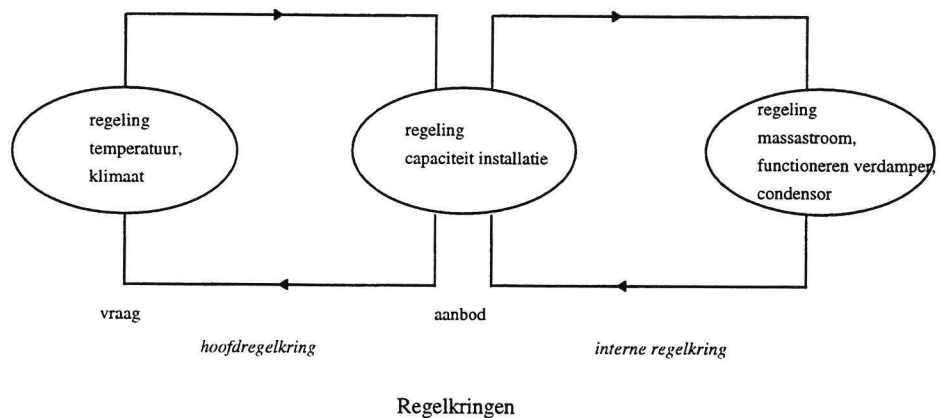 regeling
temperatuur,
klimaat
regeling
capaciteit installatie
regeling
massastroom,
functioneren verdamper,
condensor
vraag
aanbod
hoofdregelkring
interne regelkring
Regelkringen